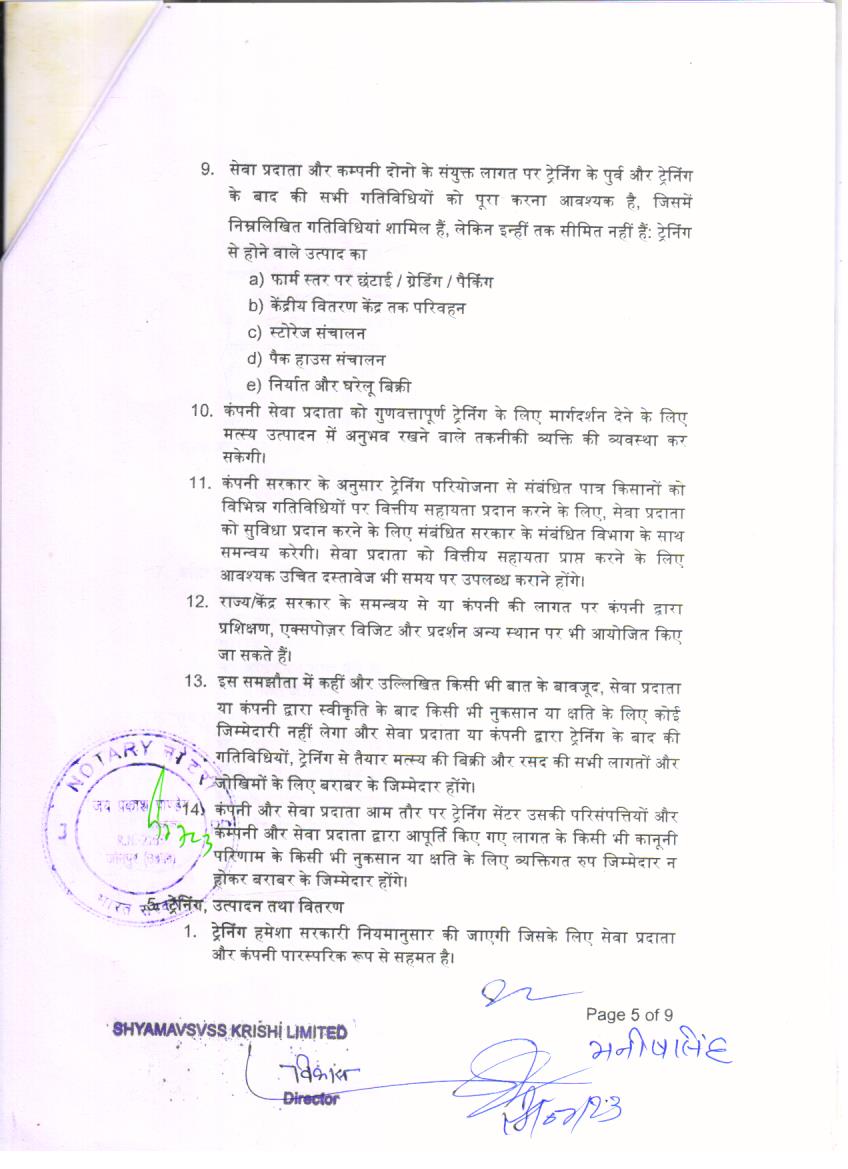 9. सेवा प्रदाता और कम्पनी दोनो के संयुक्त लागत पर ट्रेनिंग के पुर्व और ट्रेनिंग
के बाद की सभी गतिविधियों को पूरा करना आवश्यक है, जिसमें
निम्नलिखित गतिविधियां शामिल हैं, लेकिन इन्हीं तक सीमित नहीं हैं: ट्रेनिंग
से होने वाले उत्पाद का
a) फार्म स्तर पर छंटाई / ग्रेडिंग / पैकिंग
b) केंद्रीय वितरण केंद्र तक परिवहन
c) स्टोरेज संचालन
d) पैक हाउस संचालन
e) निर्यात और घरेलू बिक्री
10. कंपनी सेवा प्रदाता को गुणवत्तापूर्ण ट्रेनिंग के लिए मार्गदर्शन देने के लिए
मत्स्य उत्पादन में अनुभव रखने वाले तकनीकी व्यक्ति की व्यवस्था कर
सकेगी।
11. कंपनी सरकार के अनुसार ट्रेनिंग परियोजना से संबंधित पात्र किसानों को
विभिन्न गतिविधियों पर वित्तीय सहायता प्रदान करने के लिए, सेवा प्रदाता
को सुविधा प्रदान करने के लिए संबंधित सरकार के संबंधित विभाग के साथ
समन्वय करेगी। सेवा प्रदाता को वित्तीय सहायता प्राप्त करने के लिए
आवश्यक उचित दस्तावेज भी समय पर उपलब्ध कराने होंगे।
12. राज्य/केंद्र सरकार के समन्वय से या कंपनी की लागत पर कंपनी द्वारा
प्रशिक्षण, एक्सपोज़र विजिट और प्रदर्शन अन्य स्थान पर भी आयोजित किए
जा सकते हैं।
13. इस समझौता में कहीं और उल्लिखित किसी भी बात के बावजूद, सेवा प्रदाता
या कंपनी द्वारा स्वीकृति के बाद किसी भी नुकसान या क्षति के लिए कोई
जिम्मेदारी नहीं लेगा और सेवा प्रदाता या कंपनी द्वारा ट्रेनिंग के बाद की
गतिविधियों, ट्रेनिंग से तैयार मत्स्य की बिक्री और रसद की सभी लागतों और
जोखिमों के लिए बराबर के जिम्मेदार होंगे।
14) कंपनी और सेवा प्रदाता आम तौर पर ट्रेनिंग सेंटर उसकी परिसंपत्तियों और
कम्पनी और सेवा प्रदाता द्वारा आपूर्ति किए गए लागत के किसी भी कानूनी
परिणाम के किसी भी नुकसान या क्षति के लिए व्यक्तिगत रुप जिम्मेदार न
होकर बराबर के जिम्मेदार होंगे।
NOTARY नोटरी
जय प्रकाश
5. ट्रेनिंग, उत्पादन तथा वितरण
1. ट्रेनिंग हमेशा सरकारी नियमानुसार की जाएगी जिसके लिए सेवा प्रदाता
और कंपनी पारस्परिक रूप से सहमत है।
Page 5 of 9
SHYAMAVSVSS KRISHI LIMITED
मनीषा सिंह
विकास
Director